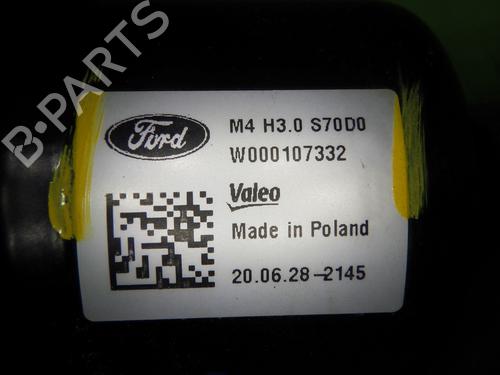 B-PARTS
Ford
M4 H3.0 S70D0
W000107332
Valeo
Made in Poland
20.06.28-2145